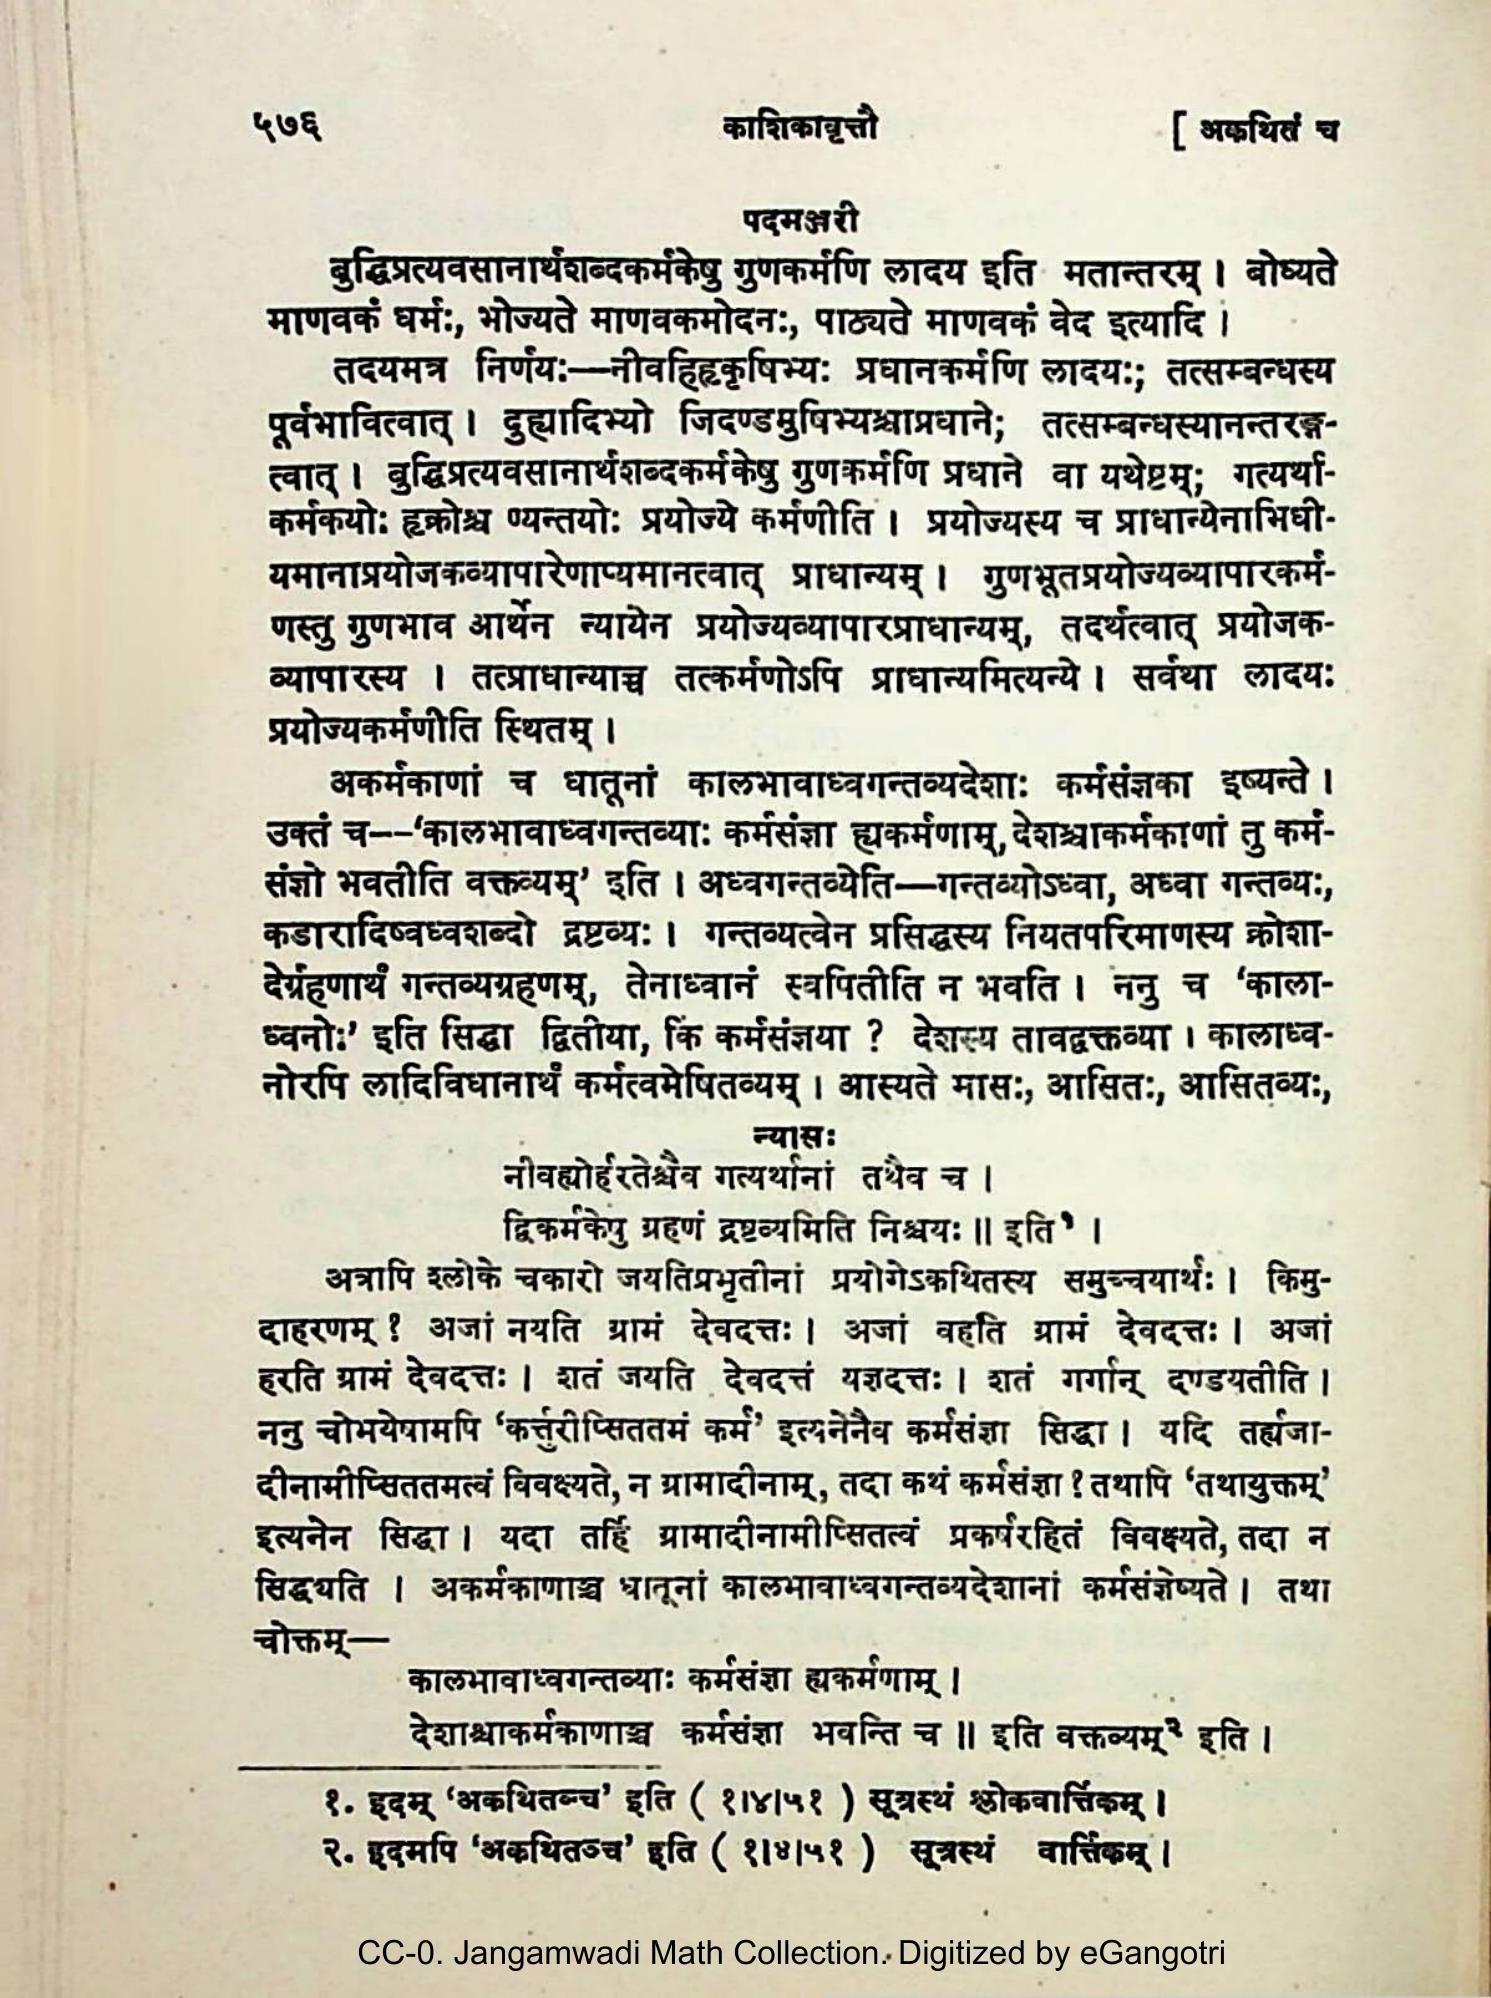 ५७६ काशिकावृत्तौ [ अकथितं च
पदमञ्जरी
बुद्धिप्रत्यवसानार्थशब्दकर्मकेषु गुणकर्मणि लादय इति मतान्तरम् । बोध्यते
माणवकं धर्मः, भोज्यते माणवकमोदनः, पाठ्यते माणवकं वेद इत्यादि ।
तदयमत्र निर्णयः—नीवहिहृकृषिभ्यः प्रधानकर्मणि लादयः; तत्सम्बन्धस्य
पूर्वभावित्वात् । दुह्यादिभ्यो जिदण्डमुषिभ्यश्चाप्रधाने; तत्सम्बन्धस्यानन्तरङ्ग-
त्वात् । बुद्धिप्रत्यवसानार्थशब्दकर्मकेषु गुणकर्मणि प्रधाने वा यथेष्टम्; गत्यर्था-
कर्मकयोः हृक्रोश्च ण्यन्तयोः प्रयोज्ये कर्मणीति । प्रयोज्यस्य च प्राधान्येनाभिधी-
यमानाप्रयोजकव्यापारेणाप्यमानत्वात् प्राधान्यम् । गुणभूतप्रयोज्यव्यापारकर्म-
णस्तु गुणभाव आर्थेन न्यायेन प्रयोज्यव्यापारप्राधान्यम्, तदर्थत्वात् प्रयोजक-
व्यापारस्य । तत्प्राधान्याच्च तत्कर्मणोऽपि प्राधान्यमित्यन्ये । सर्वथा लादयः
प्रयोज्यकर्मणीति स्थितम् ।
अकर्मकाणां च धातूनां कालभावाध्वगन्तव्यदेशाः कर्मसंज्ञका इष्यन्ते ।
उक्तं च--‘कालभावाध्वगन्तव्याः कर्मसंज्ञा ह्यकर्मणाम्, देशश्चाकर्मकाणां तु कर्म-
संज्ञो भवतीति वक्तव्यम्’ इति । अध्वगन्तव्येति—गन्तव्योऽध्वा, अध्वा गन्तव्यः,
कडारादिष्वध्वशब्दो द्रष्टव्यः । गन्तव्यत्वेन प्रसिद्धस्य नियतपरिमाणस्य क्रोशा-
देर्ग्रहणार्थं गन्तव्यग्रहणम्, तेनाध्वानं स्वपितीति न भवति । ननु च ‘काला-
ध्वनोः’ इति सिद्धा द्वितीया, किं कर्मसंज्ञया ? देशस्य तावद्वक्तव्या । कालाध्व-
नोरपि लादिविधानार्थं कर्मत्वमेषितव्यम् । आस्यते मासः, आसितः, आसितव्यः,
न्यासः
नीवह्योर्हरतेश्चैव गत्यर्थानां तथैव च ।
द्विकर्मकेषु ग्रहणं द्रष्टव्यमिति निश्चयः ॥ इति¹ ।
अत्रापि श्लोके चकारो जयतिप्रभृतीनां प्रयोगेऽकथितस्य समुच्चयार्थः । किमु-
दाहरणम् ? अजां नयति ग्रामं देवदत्तः । अजां वहति ग्रामं देवदत्तः । अजां
हरति ग्रामं देवदत्तः । शतं जयति देवदत्तं यज्ञदत्तः । शतं गर्गान् दण्डयतीति ।
ननु चोभयेषामपि ‘कर्त्तुरीप्सिततमं कर्म’ इत्यनेनैव कर्मसंज्ञा सिद्धा । यदि तर्ह्यजा-
दीनामीप्सिततमत्वं विवक्ष्यते, न ग्रामादीनाम्, तदा कथं कर्मसंज्ञा ? तथापि ‘तथायुक्तम्’
इत्यनेन सिद्धा । यदा तर्हि ग्रामादीनामीप्सितत्वं प्रकर्षरहितं विवक्ष्यते, तदा न
सिद्ध्यति । अकर्मकाणाञ्च धातूनां कालभावाध्वगन्तव्यदेशानां कर्मसंज्ञेष्यते । तथा
चोक्तम्—
कालभावाध्वगन्तव्याः कर्मसंज्ञा ह्यकर्मणाम् ।
देशाश्चाकर्मकाणाञ्च कर्मसंज्ञा भवन्ति च ॥ इति वक्तव्यम्² इति ।
१. इदम् ‘अकथितञ्च’ इति ( १।४।५१ ) सूत्रस्थं श्लोकवार्त्तिकम् ।
२. इदमपि ‘अकथितञ्च’ इति ( १।४।५१ ) सूत्रस्थं वार्त्तिकम् ।
CC-0. Jangamwadi Math Collection. Digitized by eGangotri